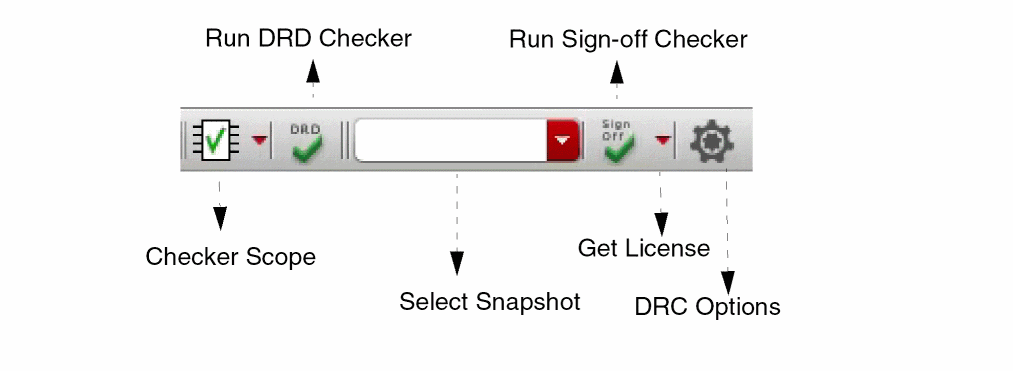 Run DRD Checker
Run Sign-off Checker
DRD
Sign
Off
Checker Scope
Get License
Select Snapshot
DRC Options